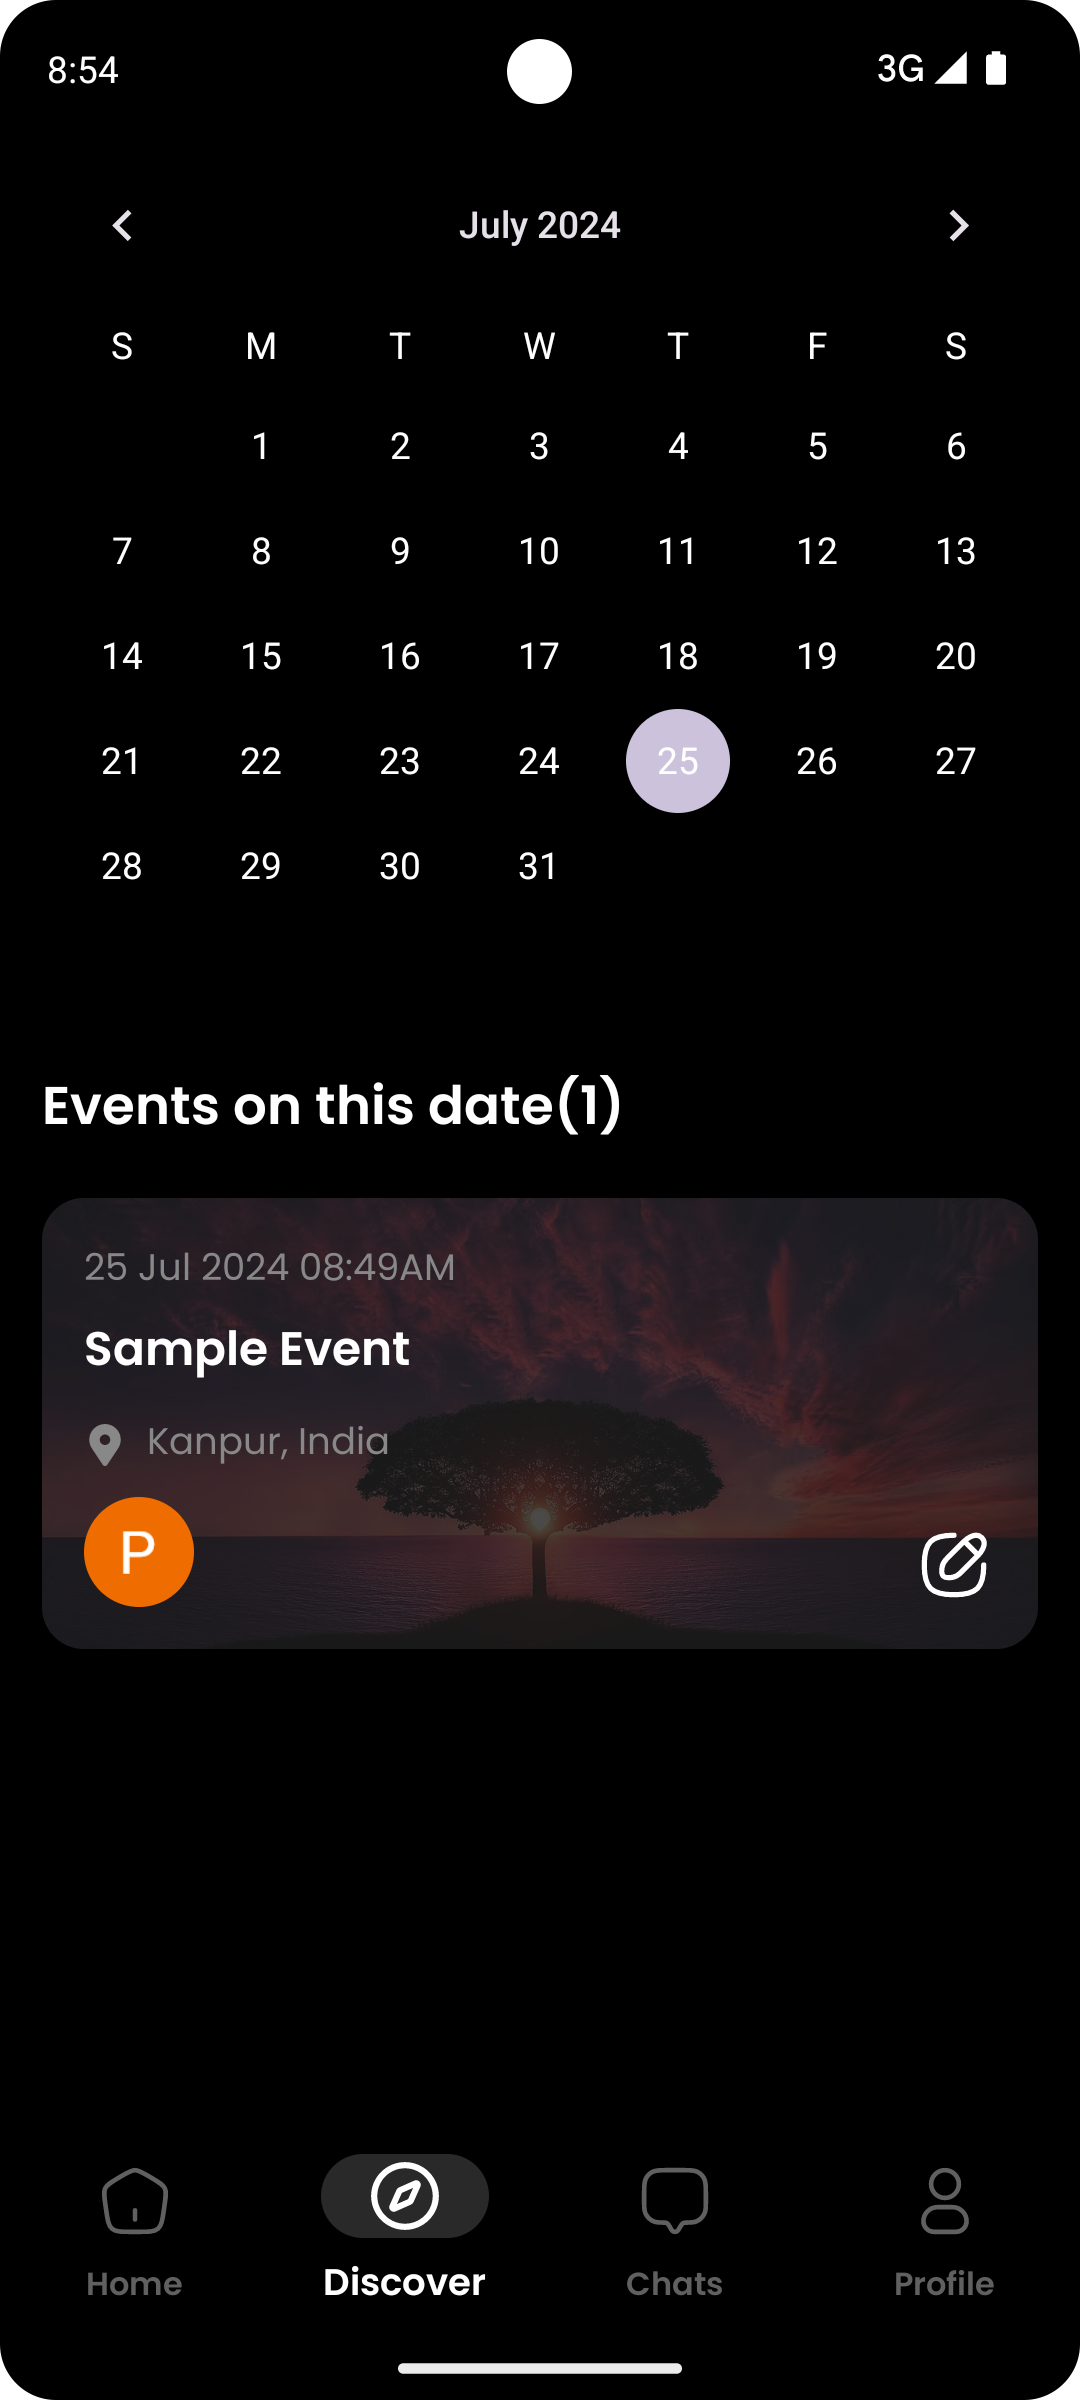 8:54 3G
July 2024
S M T W T F S
1 2 3 4 5 6
7 8 9 10 11 12 13
14 15 16 17 18 19 20
21 22 23 24 25 26 27
28 29 30 31
Events on this date(1)
25 Jul 2024 08:49AM
Sample Event
Kanpur, India
P
Home Discover Chats Profile